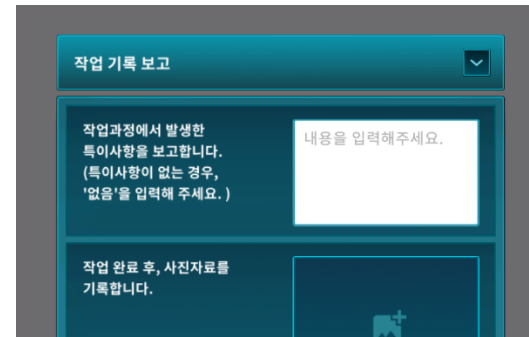 작업 기록 보고
작업과정에서 발생한
특이사항을 보고합니다.
(특이사항이 없는 경우,
'없음'을 입력해 주세요. )
내용을 입력해주세요.
작업 완료 후, 사진자료를
기록합니다.